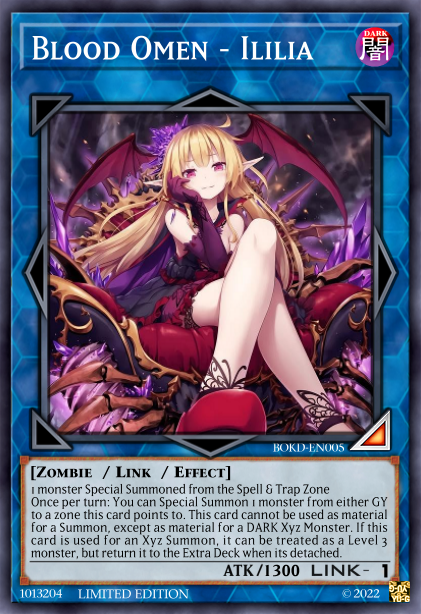 Blood Omen - Ililia
DARK
闇
BOKD-EN005
[Zombie / Link / Effect]
1 monster Special Summoned from the Spell & Trap Zone
Once per turn: You can Special Summon 1 monster from either GY
to a zone this card points to. This card cannot be used as material
for a Summon, except as material for a DARK Xyz Monster. If this
card is used for an Xyz Summon, it can be treated as a Level 3
monster, but return it to the Extra Deck when its detached.
ATK/1300 LINK- 1
1013204 LIMITED EDITION © 2022